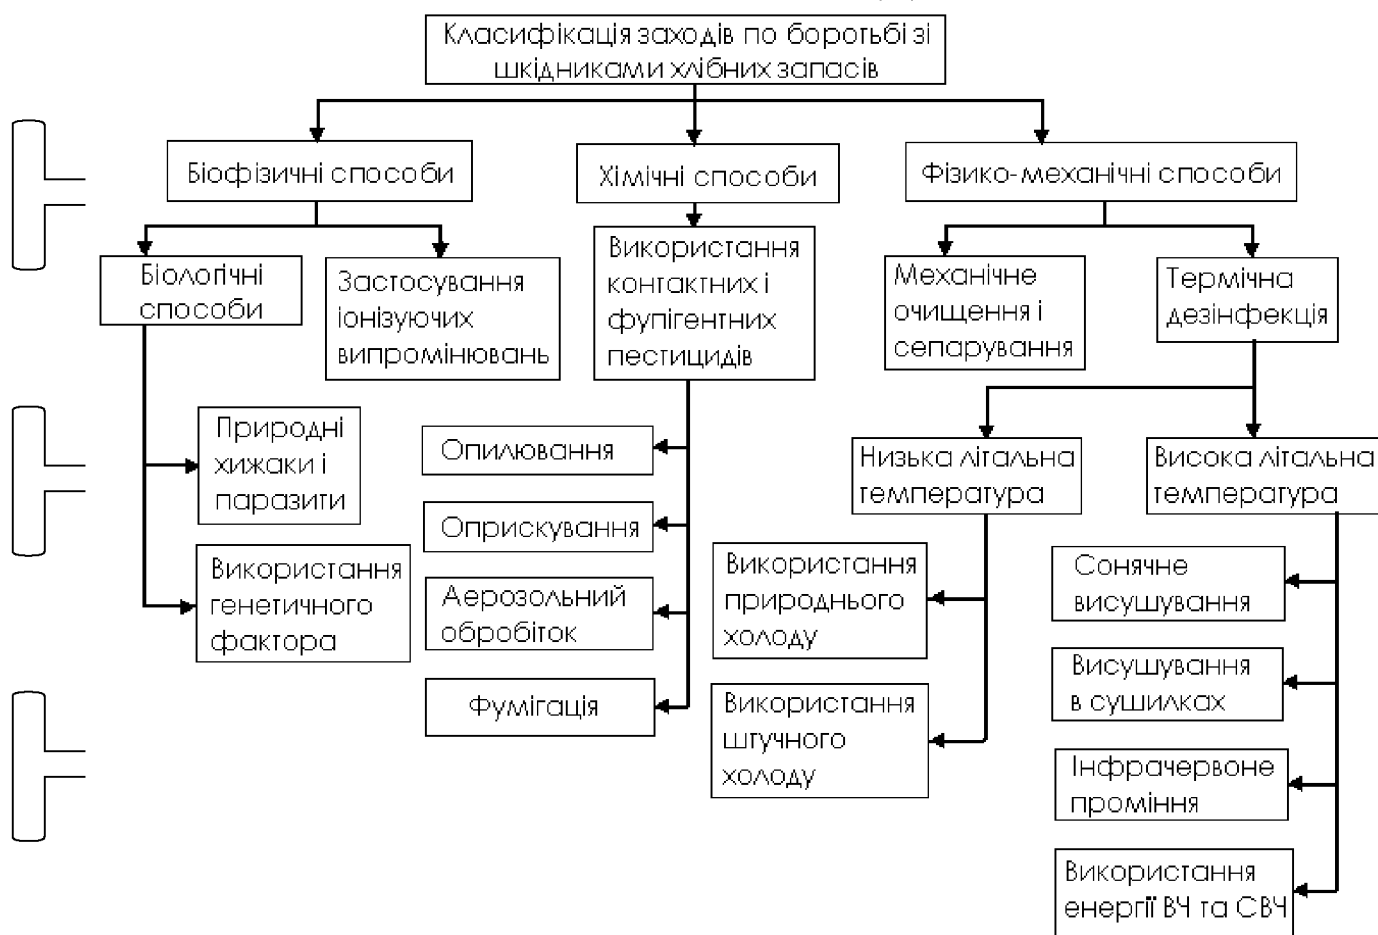 Класифікація заходів по боротьбі зі
шкідниками хлібних запасів
Біофізичні способи
Хімічні способи
Фізико-механічні способи
Біологічні
способи
Застосування
іонізуючих
випромінювань
Використання
контактних і
фупігентних
пестицидів
Механічне
очищення і
сепарування
Термічна
дезінфекція
Природні
хижаки і
паразити
Використання
генетичного
фактора
Опилювання
Оприскування
Аерозольний
обробіток
Фумігація
Низька літальна
температура
Висока літальна
температура
Використання
природнього
холоду
Використання
штучного
холоду
Сонячне
висушування
Висушування
в сушилках
Інфрачервоне
проміння
Використання
енергії ВЧ та СВЧ